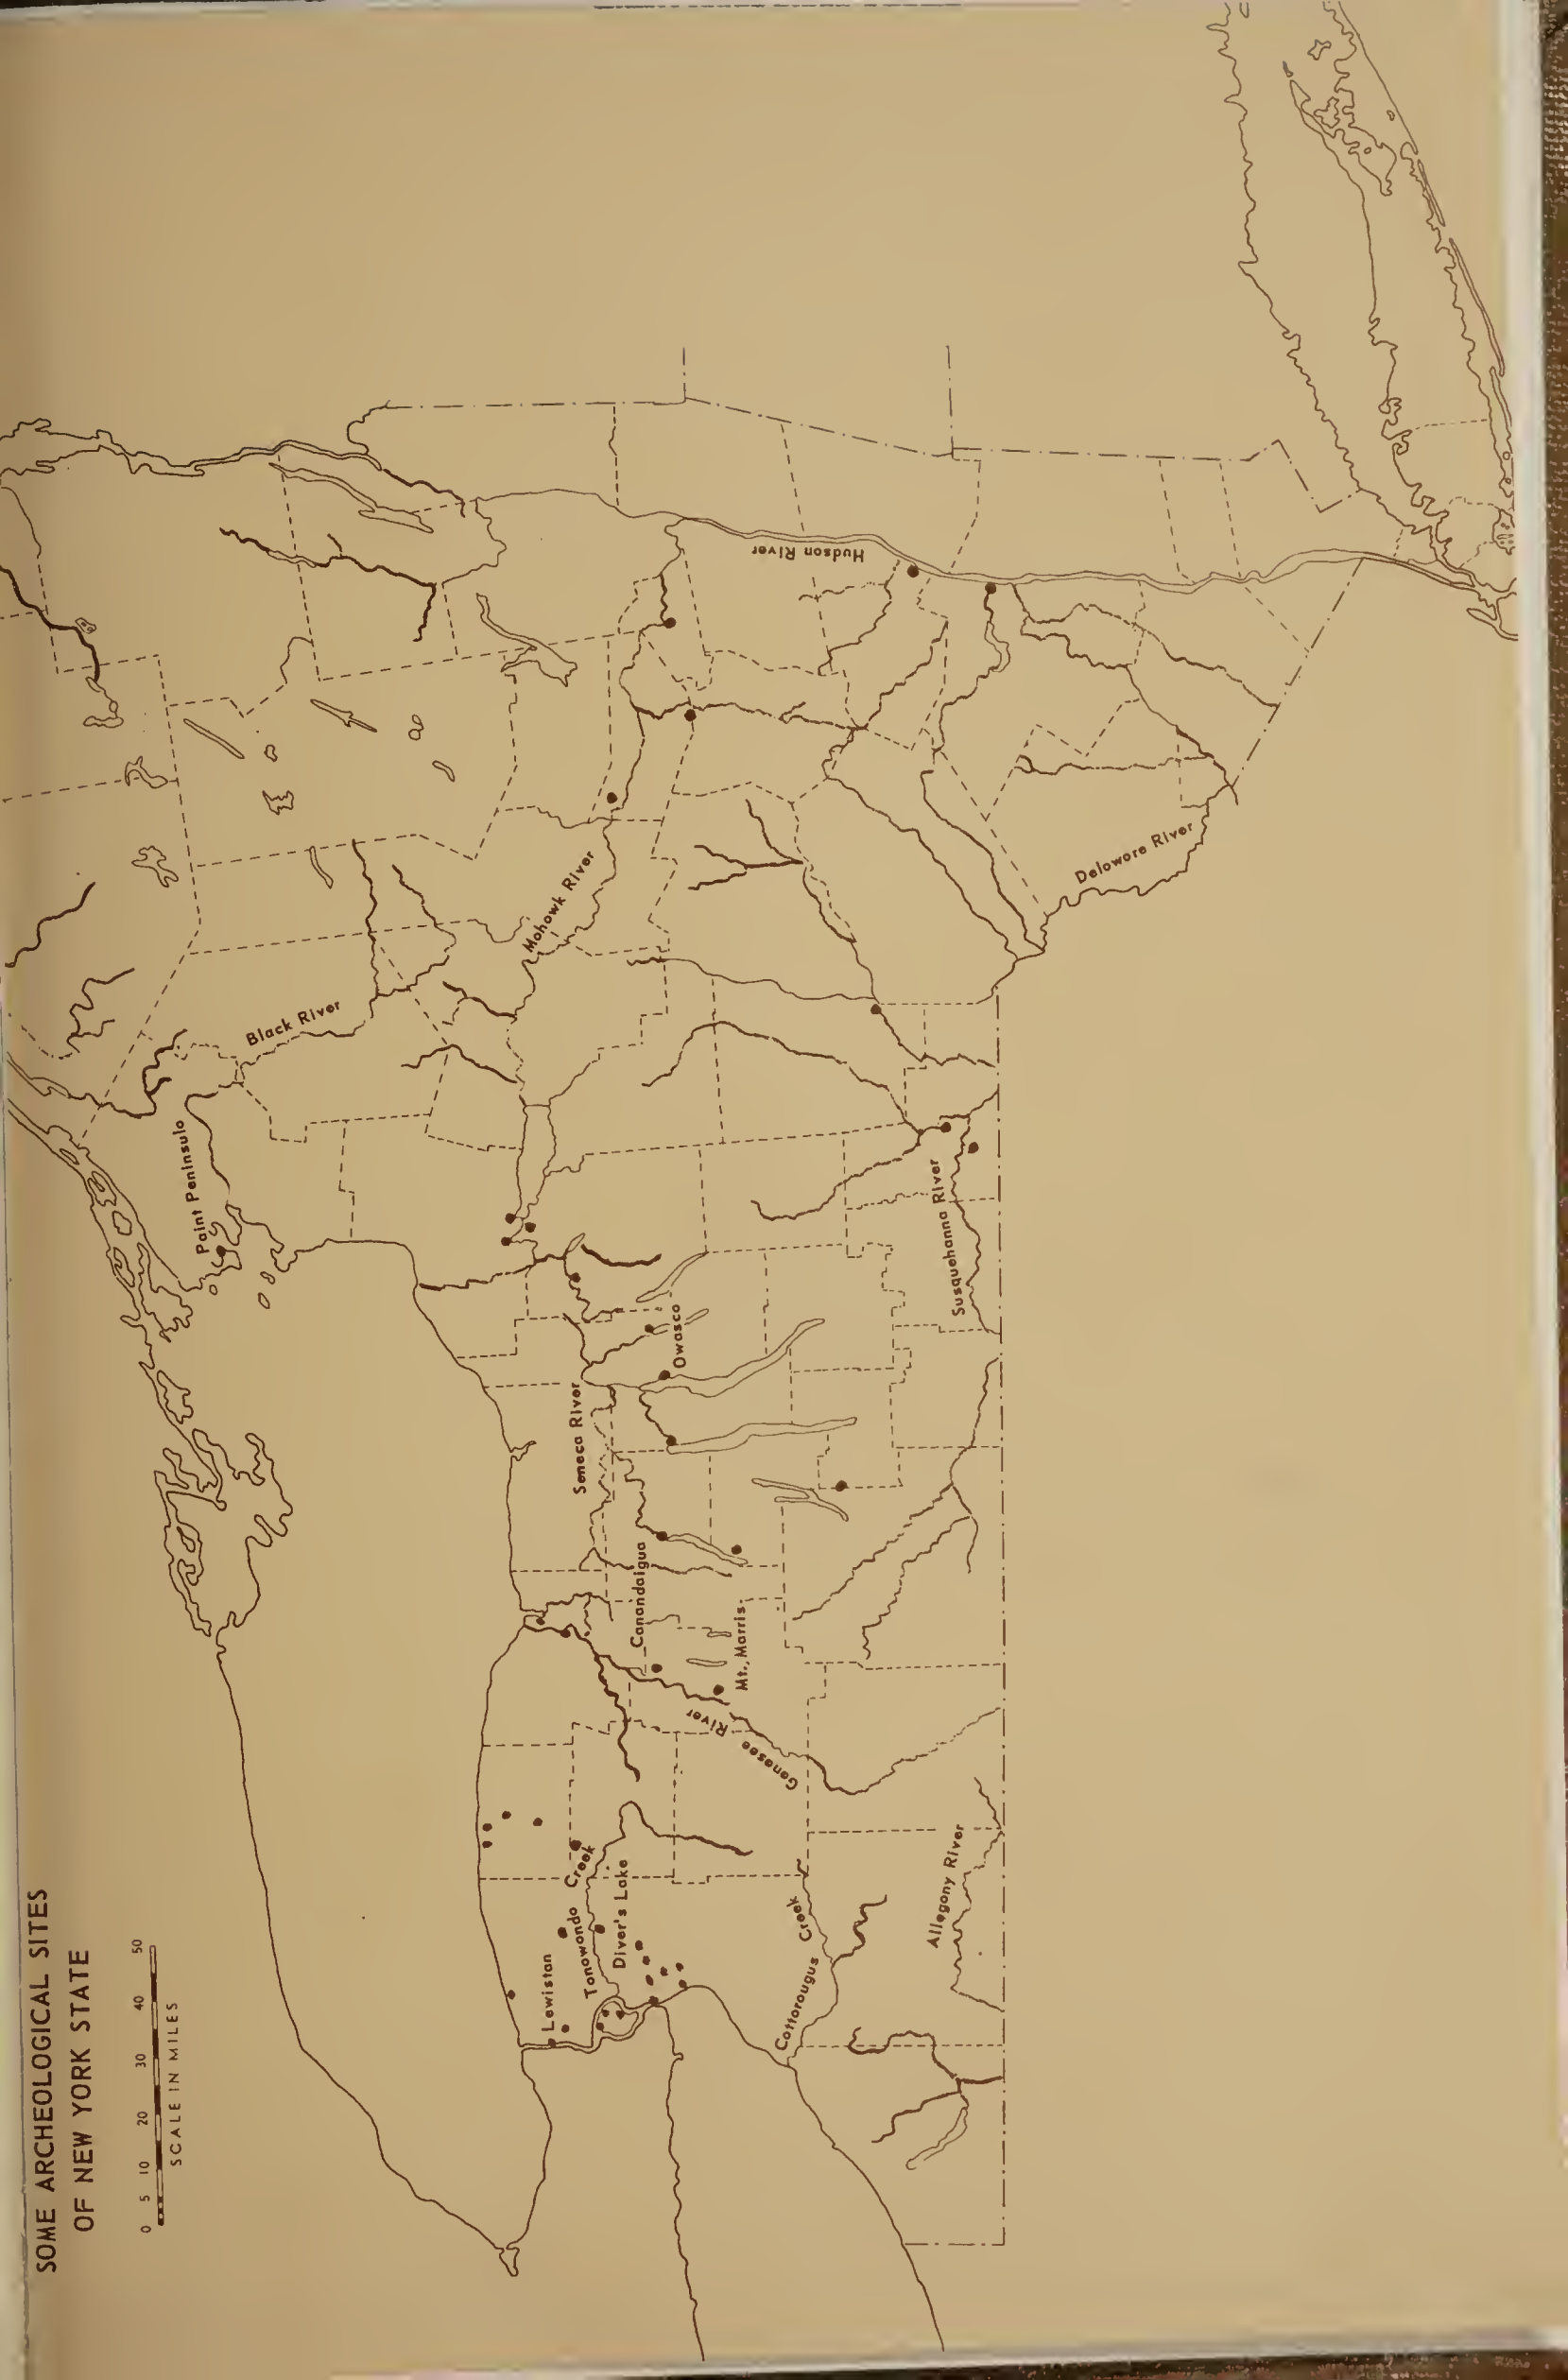 SOME ARCHEOLOGICAL SITES
OF NEW YORK STATE
0 5 10 20 30 40 50
SCALE IN MILES
Point Peninsula
Black River
Mohawk River
Hudson River
Lewiston
Tonawanda Creek
Diver's Lake
Seneca River
Owasco
Canandaigua
Mt. Morris
Genesee River
Cattaraugus Creek
Allegany River
Susquehanna River
Delaware River